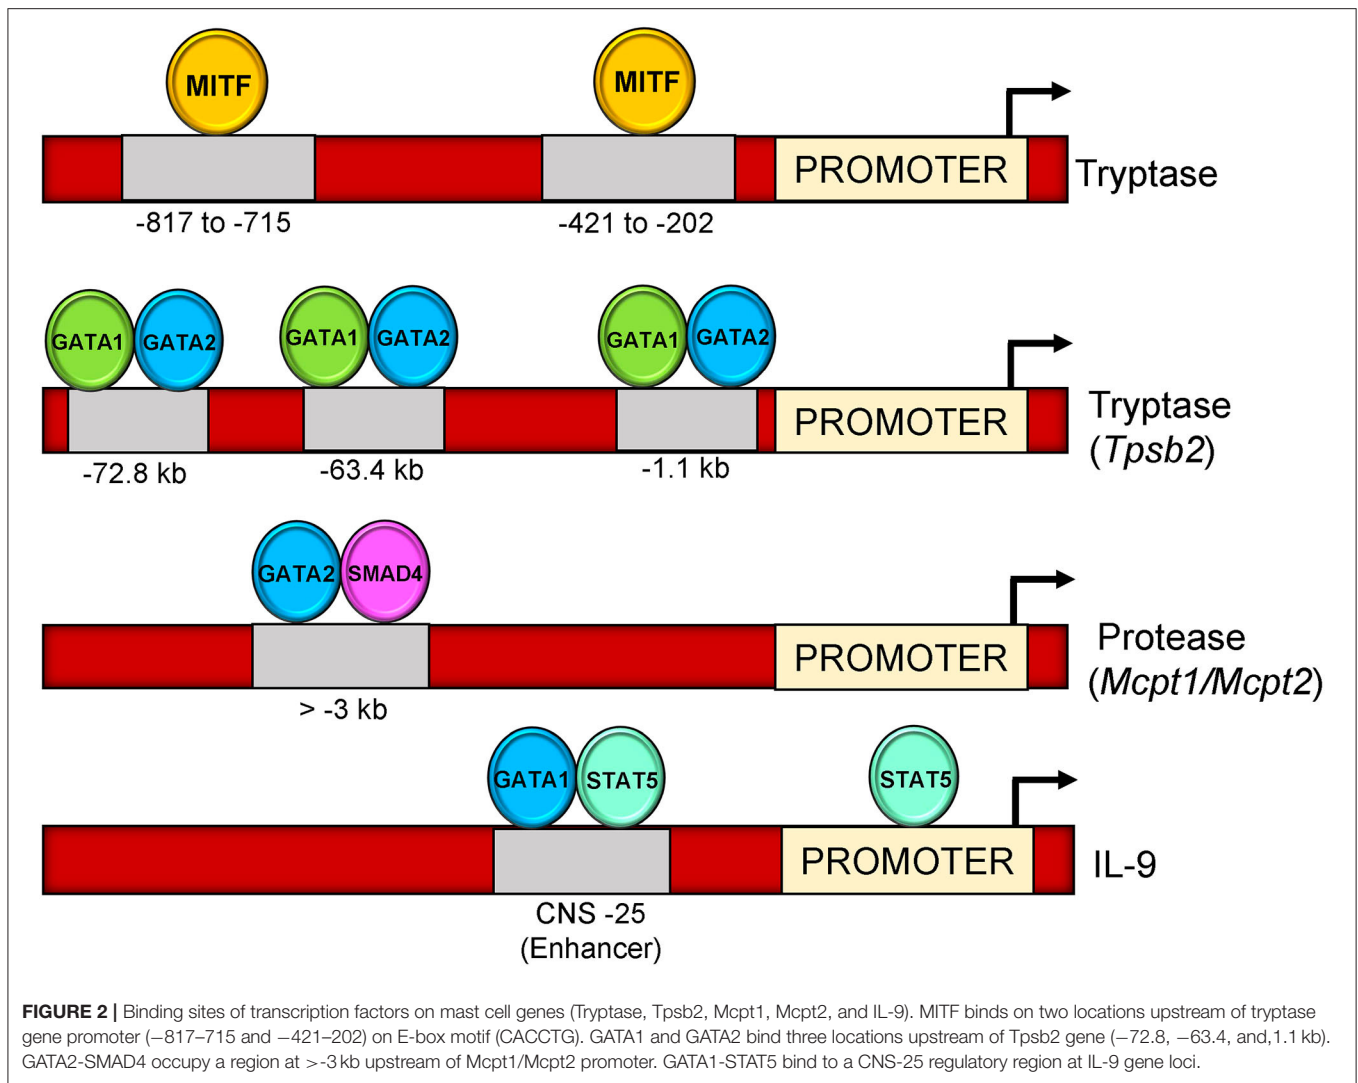 MITF MITF
PROMOTER Tryptase
-817 to -715 -421 to -202
GATA1 GATA2 GATA1 GATA2 GATA1 GATA2
PROMOTER Tryptase
(Tpsb2)
-72.8 kb -63.4 kb -1.1 kb
GATA2 SMAD4
PROMOTER Protease
(Mcpt1/Mcpt2)
> -3 kb
GATA1 STAT5 STAT5
PROMOTER IL-9
CNS -25
(Enhancer)
FIGURE 2 | Binding sites of transcription factors on mast cell genes (Tryptase, Tpsb2, Mcpt1, Mcpt2, and IL-9). MITF binds on two locations upstream of tryptase
gene promoter (−817–715 and −421–202) on E-box motif (CACCTG). GATA1 and GATA2 bind three locations upstream of Tpsb2 gene (−72.8, −63.4, and,1.1 kb).
GATA2-SMAD4 occupy a region at >-3 kb upstream of Mcpt1/Mcpt2 promoter. GATA1-STAT5 bind to a CNS-25 regulatory region at IL-9 gene loci.